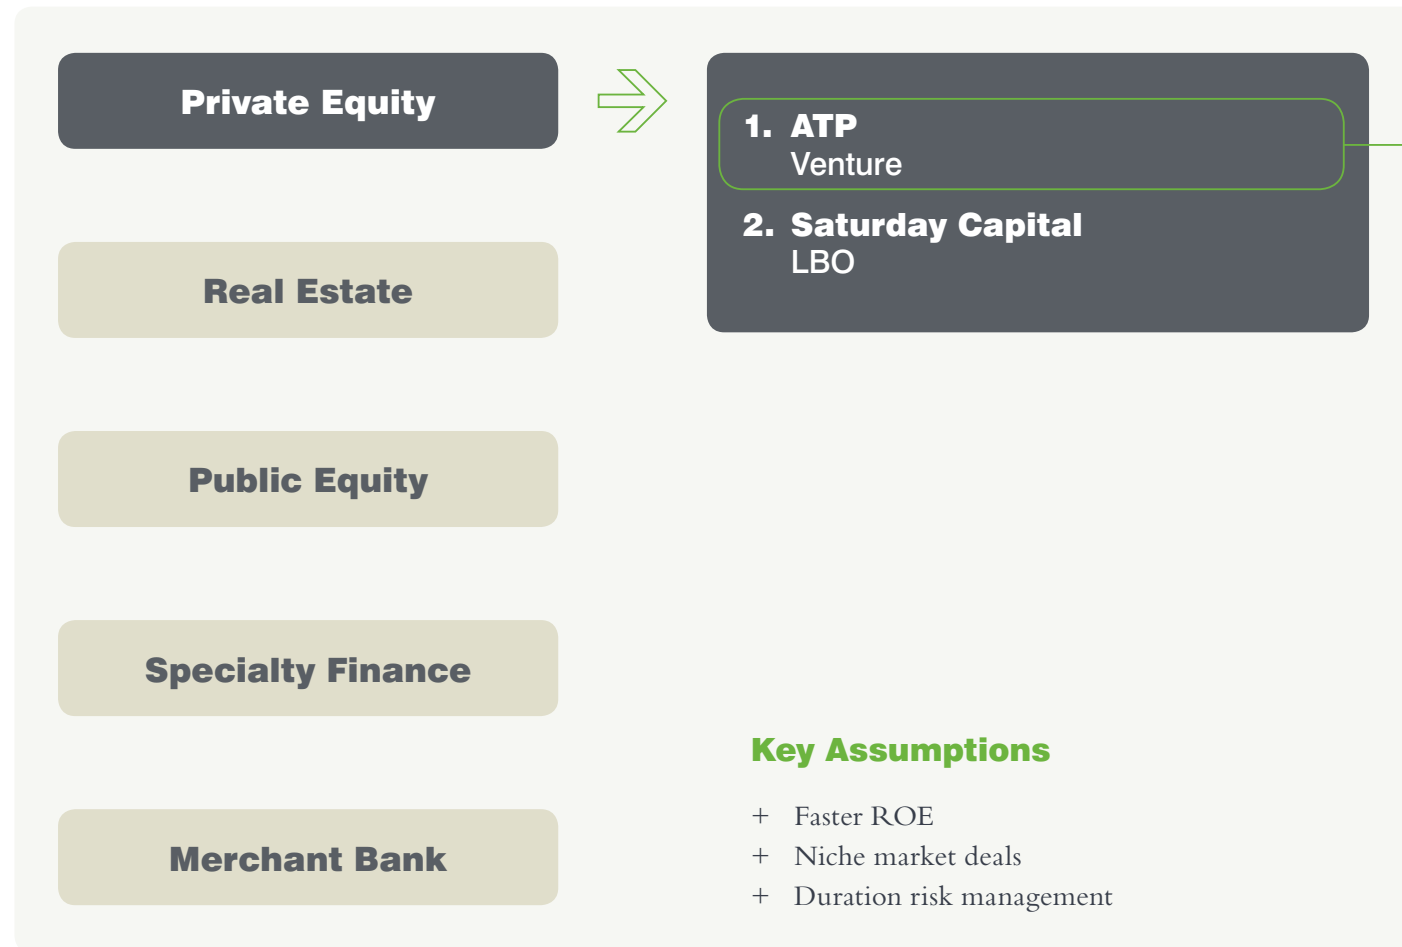 Private Equity
1. ATP
Venture
2. Saturday Capital
LBO
Real Estate
Public Equity
Specialty Finance
Merchant Bank
Key Assumptions
+ Faster ROE
+ Niche market deals
+ Duration risk management